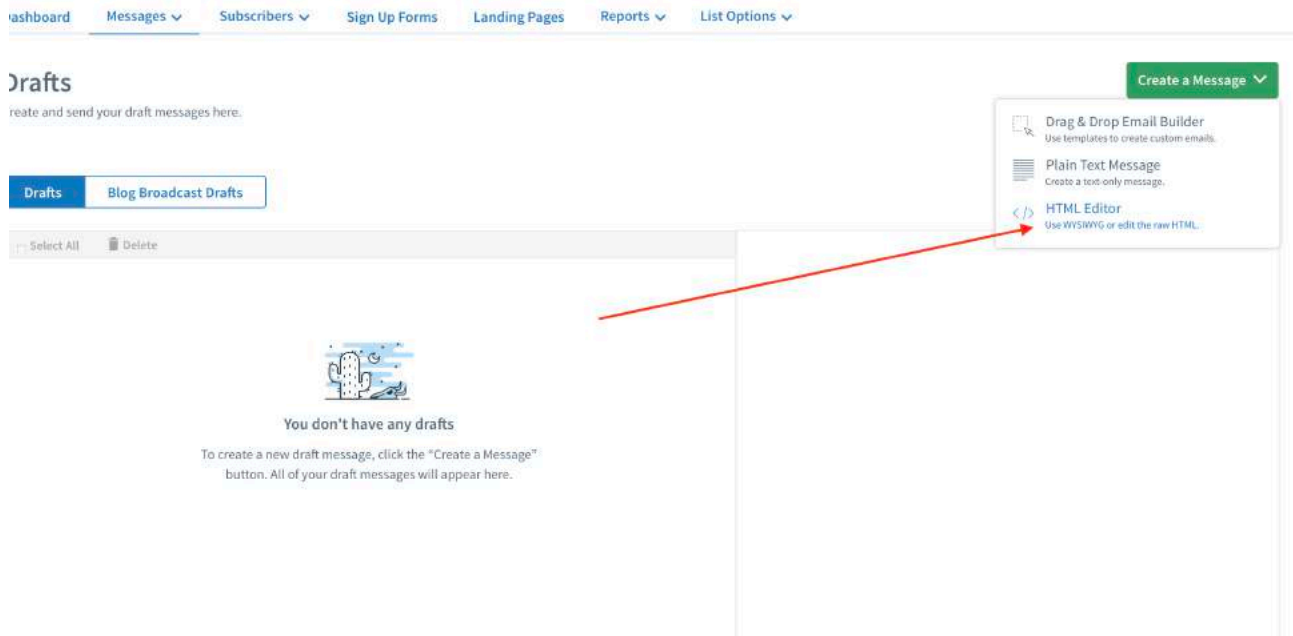 ashboard Messages Subscribers Sign Up Forms Landing Pages Reports List Options
Drafts
reate and send your draft messages here.
Create a Message
Drag & Drop Email Builder
Use templates to create custom emails.
Plain Text Message
Create a text-only message.
HTML Editor
Use WYSIWYG or edit the raw HTML.
Drafts Blog Broadcast Drafts
Select All Delete
You don't have any drafts
To create a new draft message, click the “Create a Message”
button. All of your draft messages will appear here.